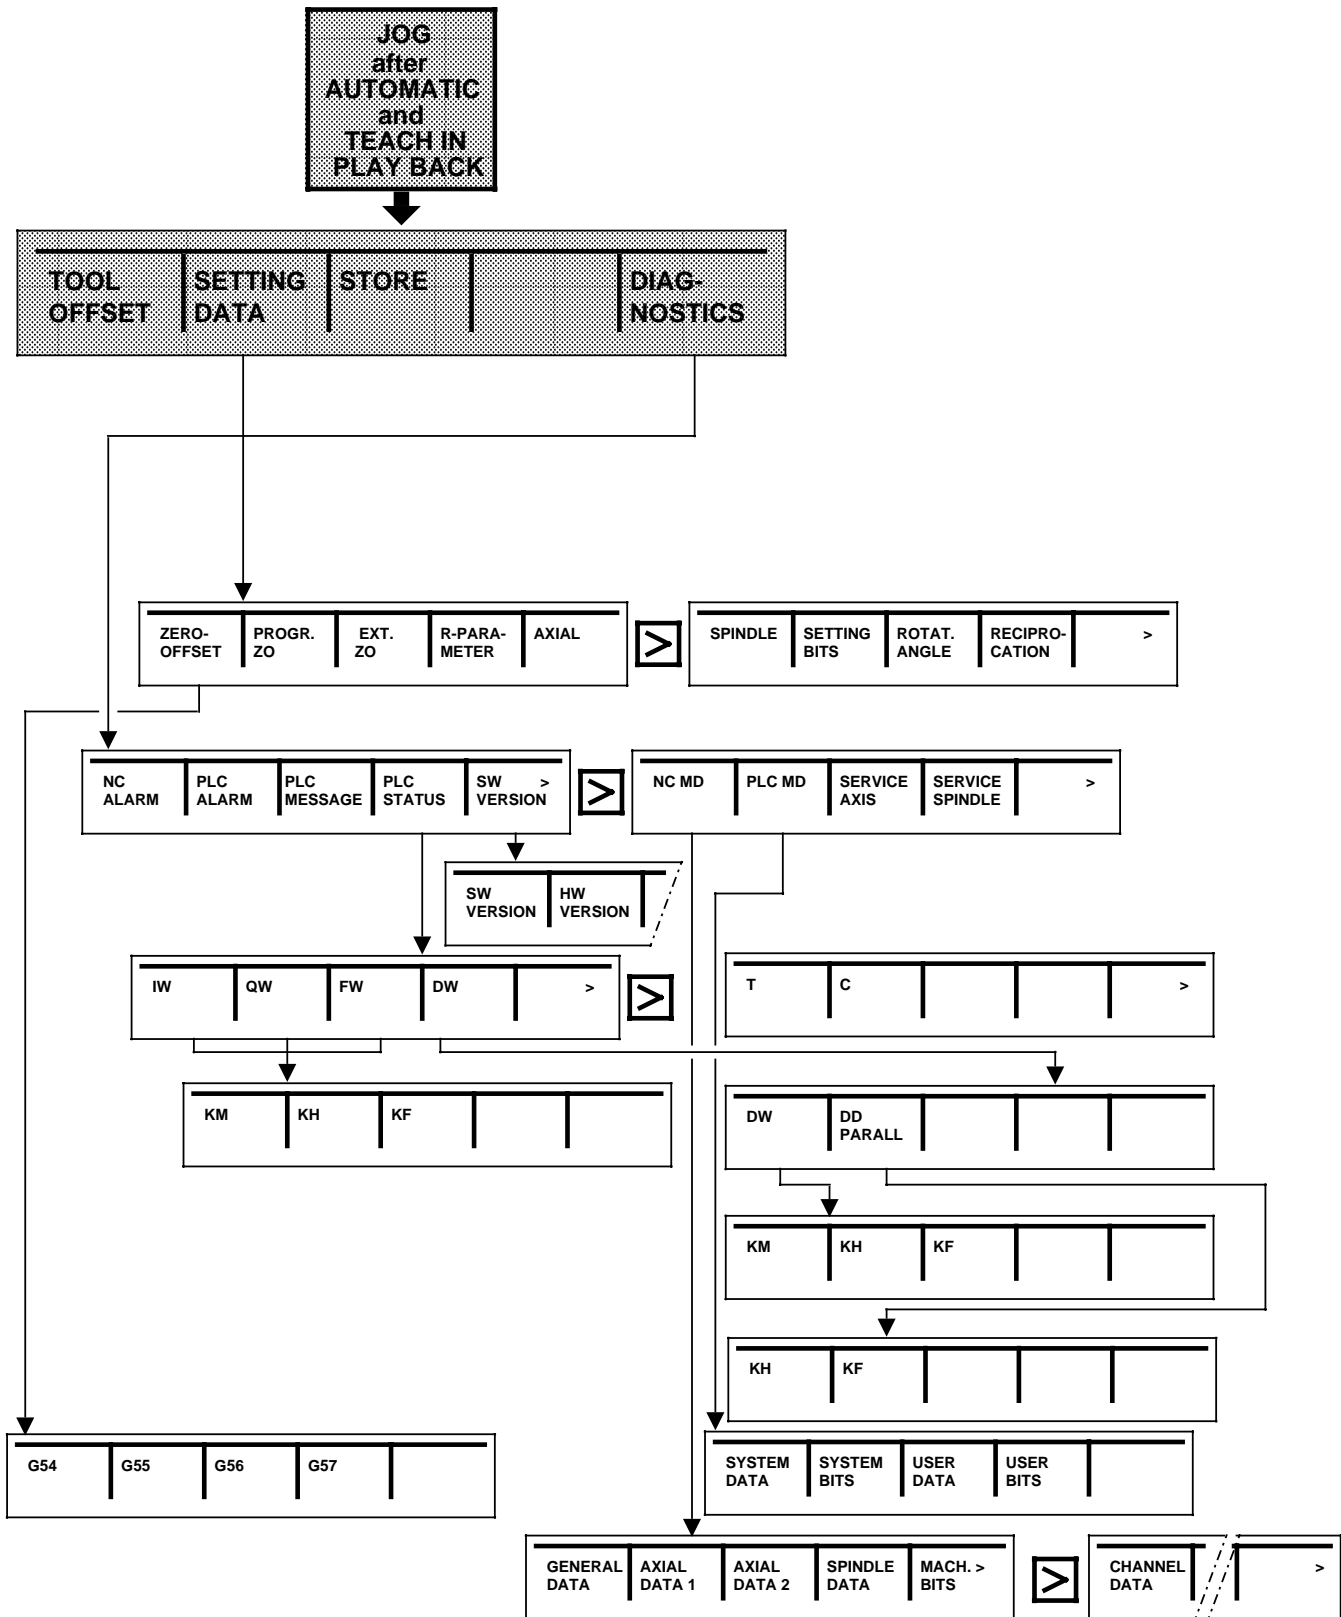 JOG
after
AUTOMATIC
and
TEACH IN
PLAY BACK
TOOL OFFSET
SETTING DATA
STORE
DIAG-
NOSTICS
ZERO-
OFFSET
PROGR.
ZO
EXT.
ZO
R-PARA-
METER
AXIAL
>
SPINDLE
SETTING
BITS
ROTAT.
ANGLE
RECIPRO-
CATION
>
NC
ALARM
PLC
ALARM
PLC
MESSAGE
PLC
STATUS
SW >
VERSION
>
NC MD
PLC MD
SERVICE
AXIS
SERVICE
SPINDLE
>
SW
VERSION
HW
VERSION
IW
QW
FW
DW
>
>
T
C
>
KM
KH
KF
DW
DD
PARALL
KM
KH
KF
KH
KF
G54
G55
G56
G57
SYSTEM
DATA
SYSTEM
BITS
USER
DATA
USER
BITS
GENERAL
DATA
AXIAL
DATA 1
AXIAL
DATA 2
SPINDLE
DATA
MACH. >
BITS
>
CHANNEL
DATA
>